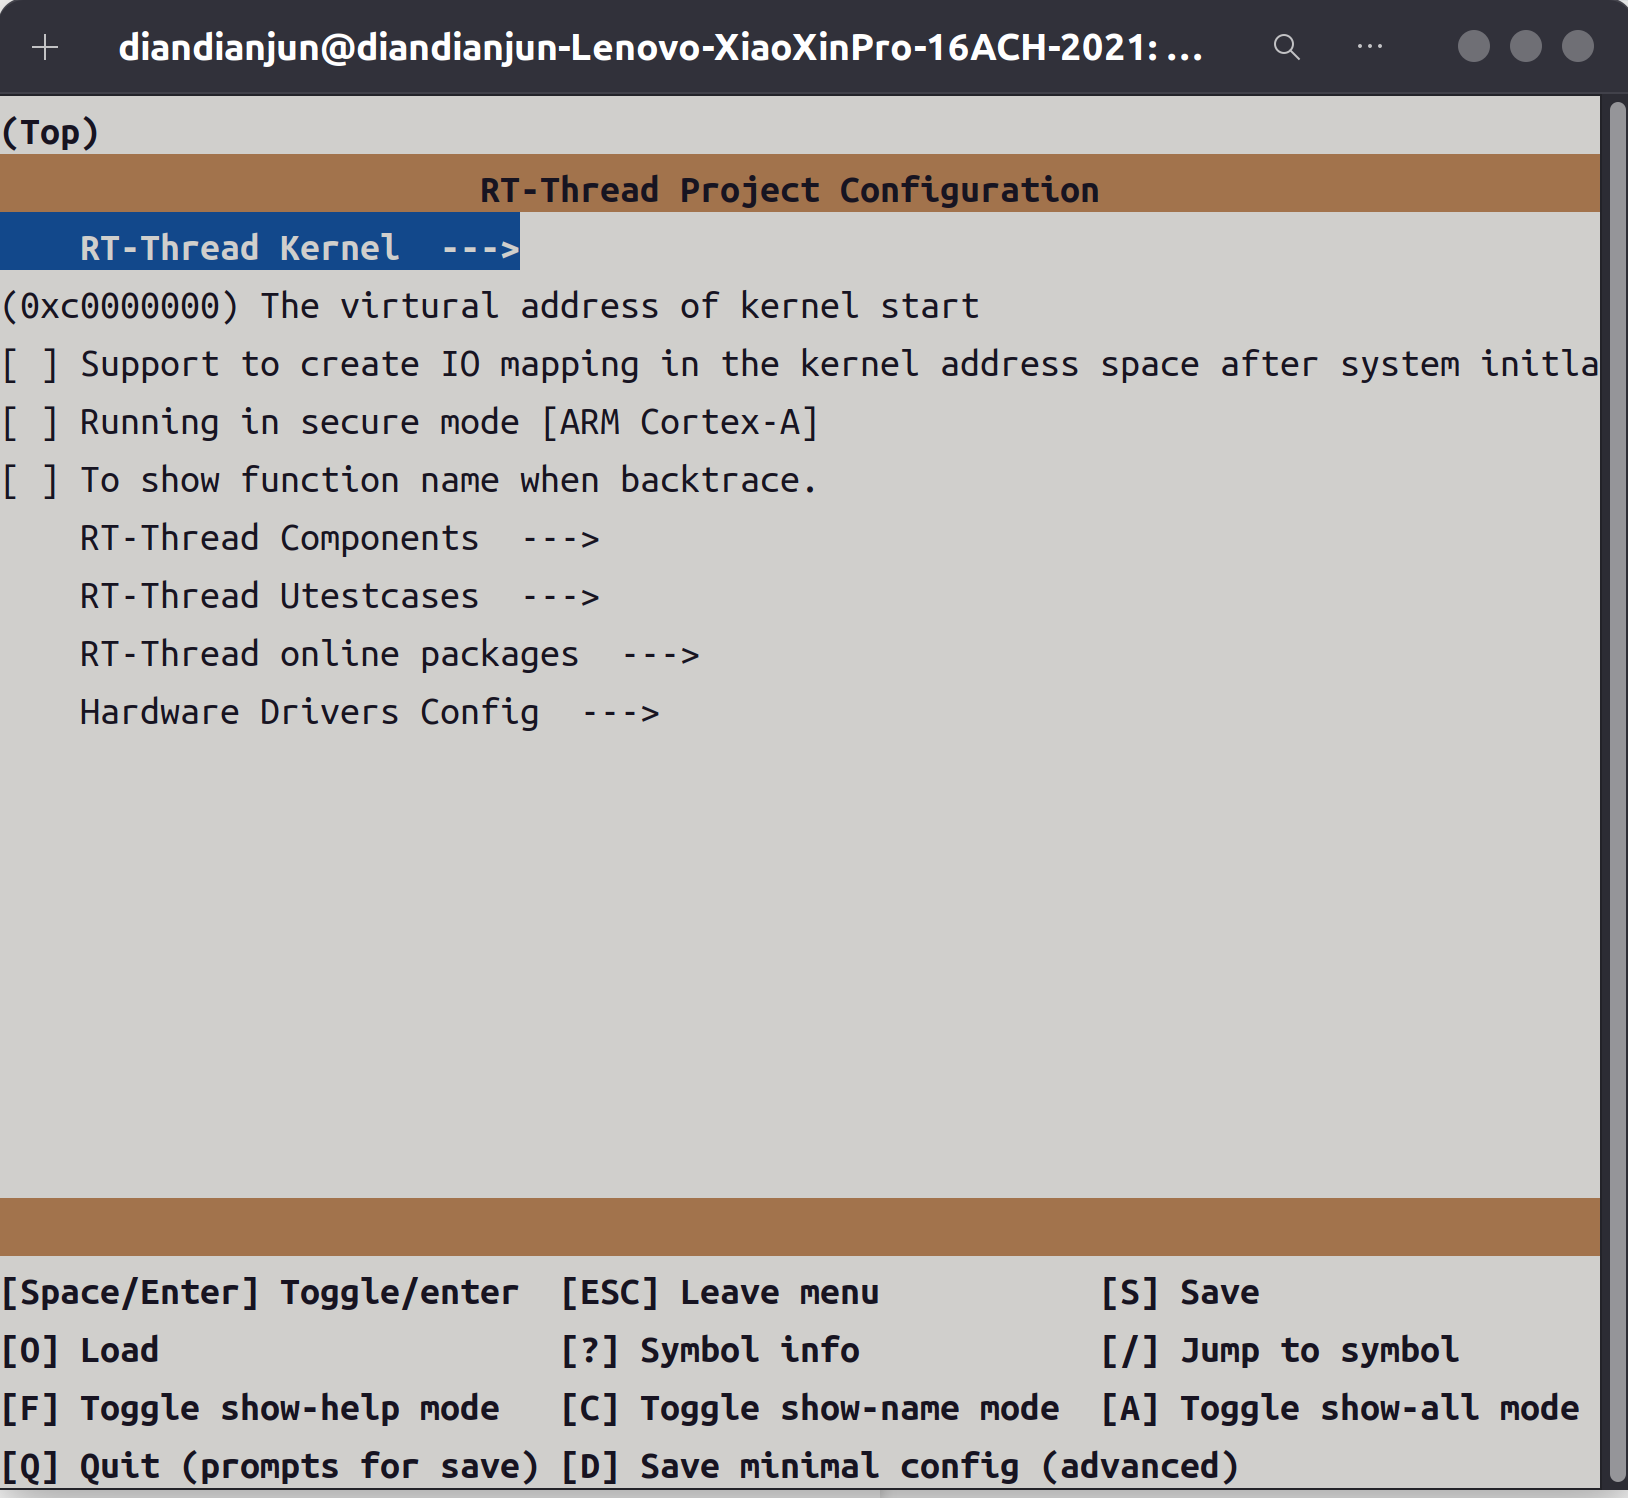 diandianjun@diandianjun-Lenovo-XiaoXinPro-16ACH-2021: ...
(Top)
RT-Thread Project Configuration
RT-Thread Kernel  --->
(0xc0000000) The virtural address of kernel start
[ ] Support to create IO mapping in the kernel address space after system initla
[ ] Running in secure mode [ARM Cortex-A]
[ ] To show function name when backtrace.
RT-Thread Components  --->
RT-Thread Utestcases  --->
RT-Thread online packages  --->
Hardware Drivers Config  --->
[Space/Enter] Toggle/enter  [ESC] Leave menu           [S] Save
[O] Load                    [?] Symbol info            [/] Jump to symbol
[F] Toggle show-help mode   [C] Toggle show-name mode  [A] Toggle show-all mode
[Q] Quit (prompts for save) [D] Save minimal config (advanced)